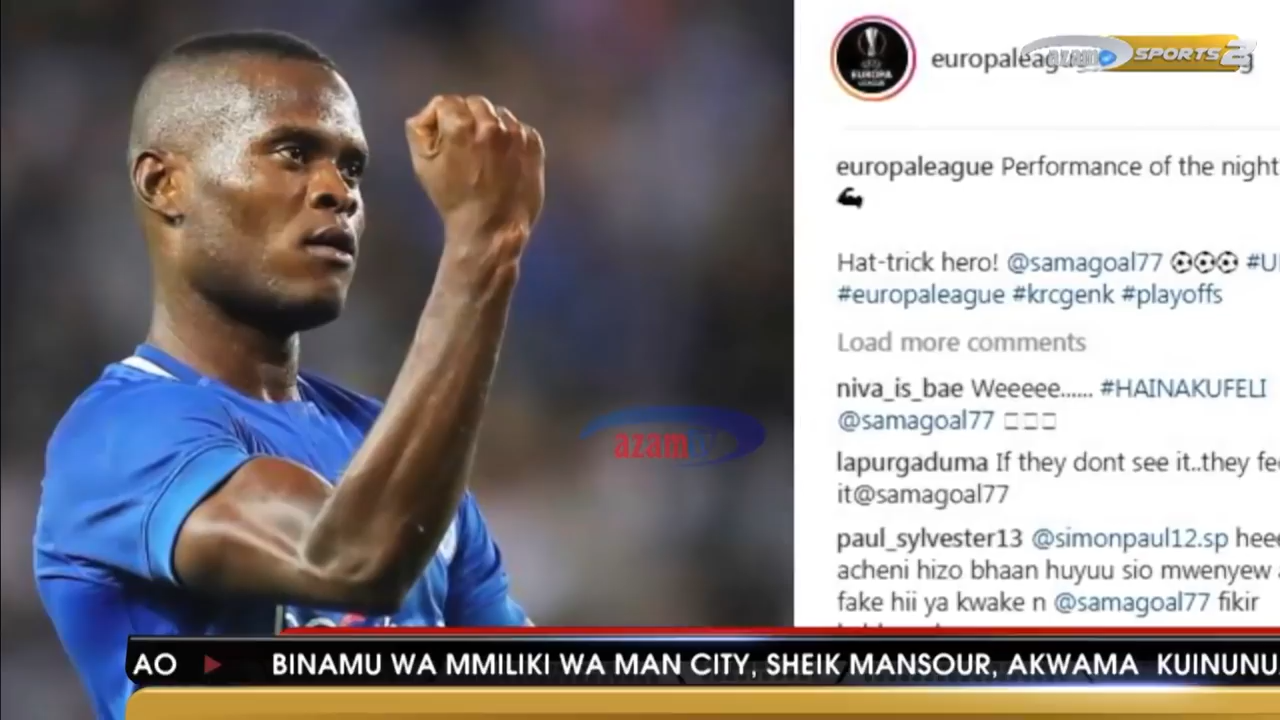 EUROPA
LEAGUE
azam SPORTS 2
europaleague Performance of the night
Hat-trick hero! @samagoal77
#europaleague #krcgenk #playoffs
Load more comments
niva_is_bae Weeeee...... #HAINAKUFELI
@samagoal77
lapurgaduma If they dont see it..they fee
it@samagoal77
paul_sylvester13 @simonpaul12.sp heee
acheni hizo bhaan huyuu sio mwenyew a
fake hii ya kwake n @samagoal77 fikir
azamtv
AO BINAMU WA MMILIKI WA MAN CITY, SHEIK MANSOUR, AKWAMA KUINUNU